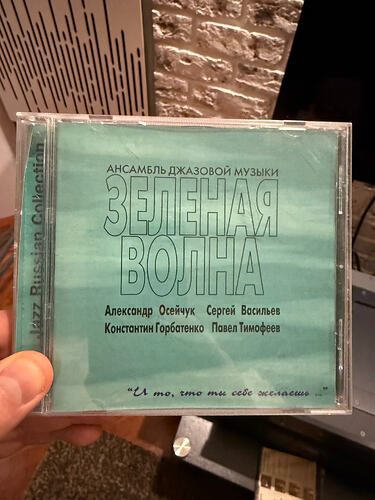 Jazz Russian Collection
АНСАМБЛЬ ДЖАЗОВОЙ МУЗЫКИ
ЗЕЛЕНАЯ
ВОЛНА
Александр Осейчук Сергей Васильев
Константин Горбатенко Павел Тимофеев
"И то, что ты себе желаешь ..."